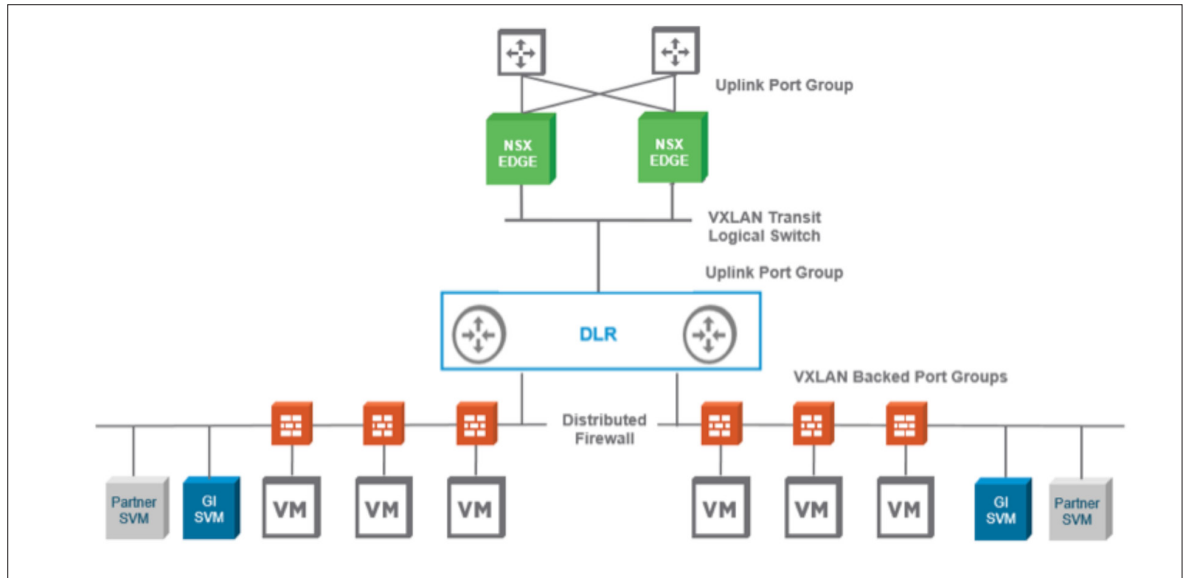 Uplink Port Group
NSX
EDGE
NSX
EDGE
VXLAN Transit
Logical Switch
Uplink Port Group
DLR
VXLAN Backed Port Groups
Distributed
Firewall
Partner
SVM
GI
SVM
VM
VM
VM
VM
VM
VM
GI
SVM
Partner
SVM